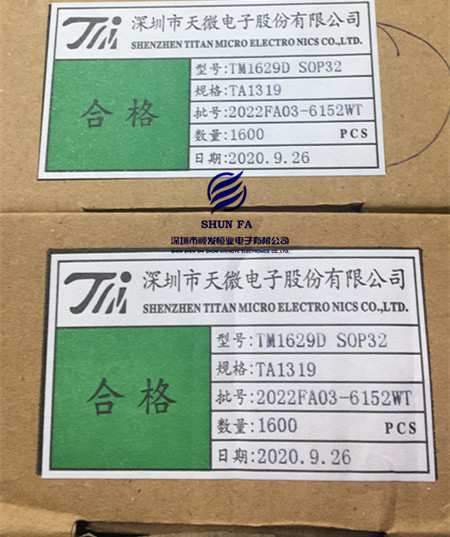 深圳市天微电子股份有限公司
SHENZHEN TITAN MICRO ELECTRO NICS CO.,LTD.
合格
型号:TM1629D SOP32
规格:TA1319
批号:2022FA03-6152WT
数量:1600 PCS
日期:2020.9.26
SHUN FA
深圳市顺发恒业电子有限公司
深圳市天微电子股份有限公司
SHENZHEN TITAN MICRO ELECTRO NICS CO.,LTD.
合格
型号:TM1629D SOP32
规格:TA1319
批号:2022FA03-6152WT
数量:1600 PCS
日期:2020.9.26